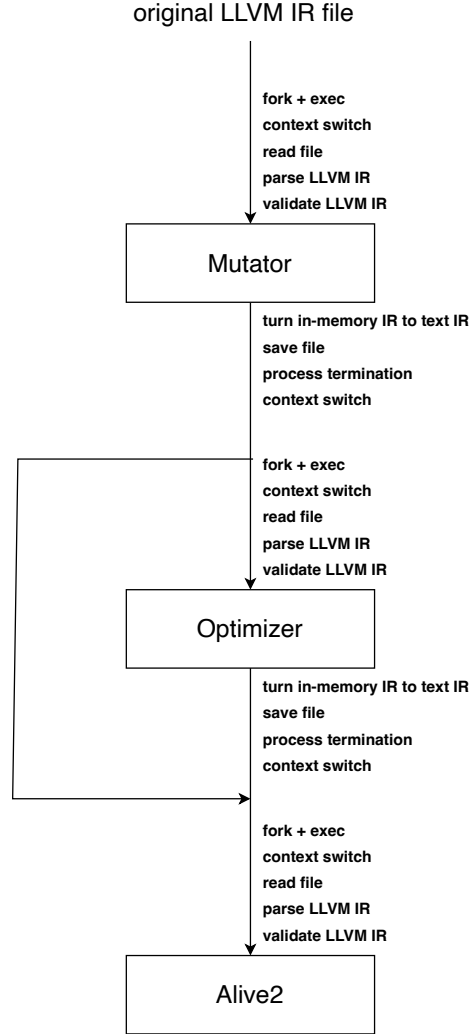 original LLVM IR file
fork + exec
context switch
read file
parse LLVM IR
validate LLVM IR
Mutator
turn in-memory IR to text IR
save file
process termination
context switch
fork + exec
context switch
read file
parse LLVM IR
validate LLVM IR
Optimizer
turn in-memory IR to text IR
save file
process termination
context switch
fork + exec
context switch
read file
parse LLVM IR
validate LLVM IR
Alive2